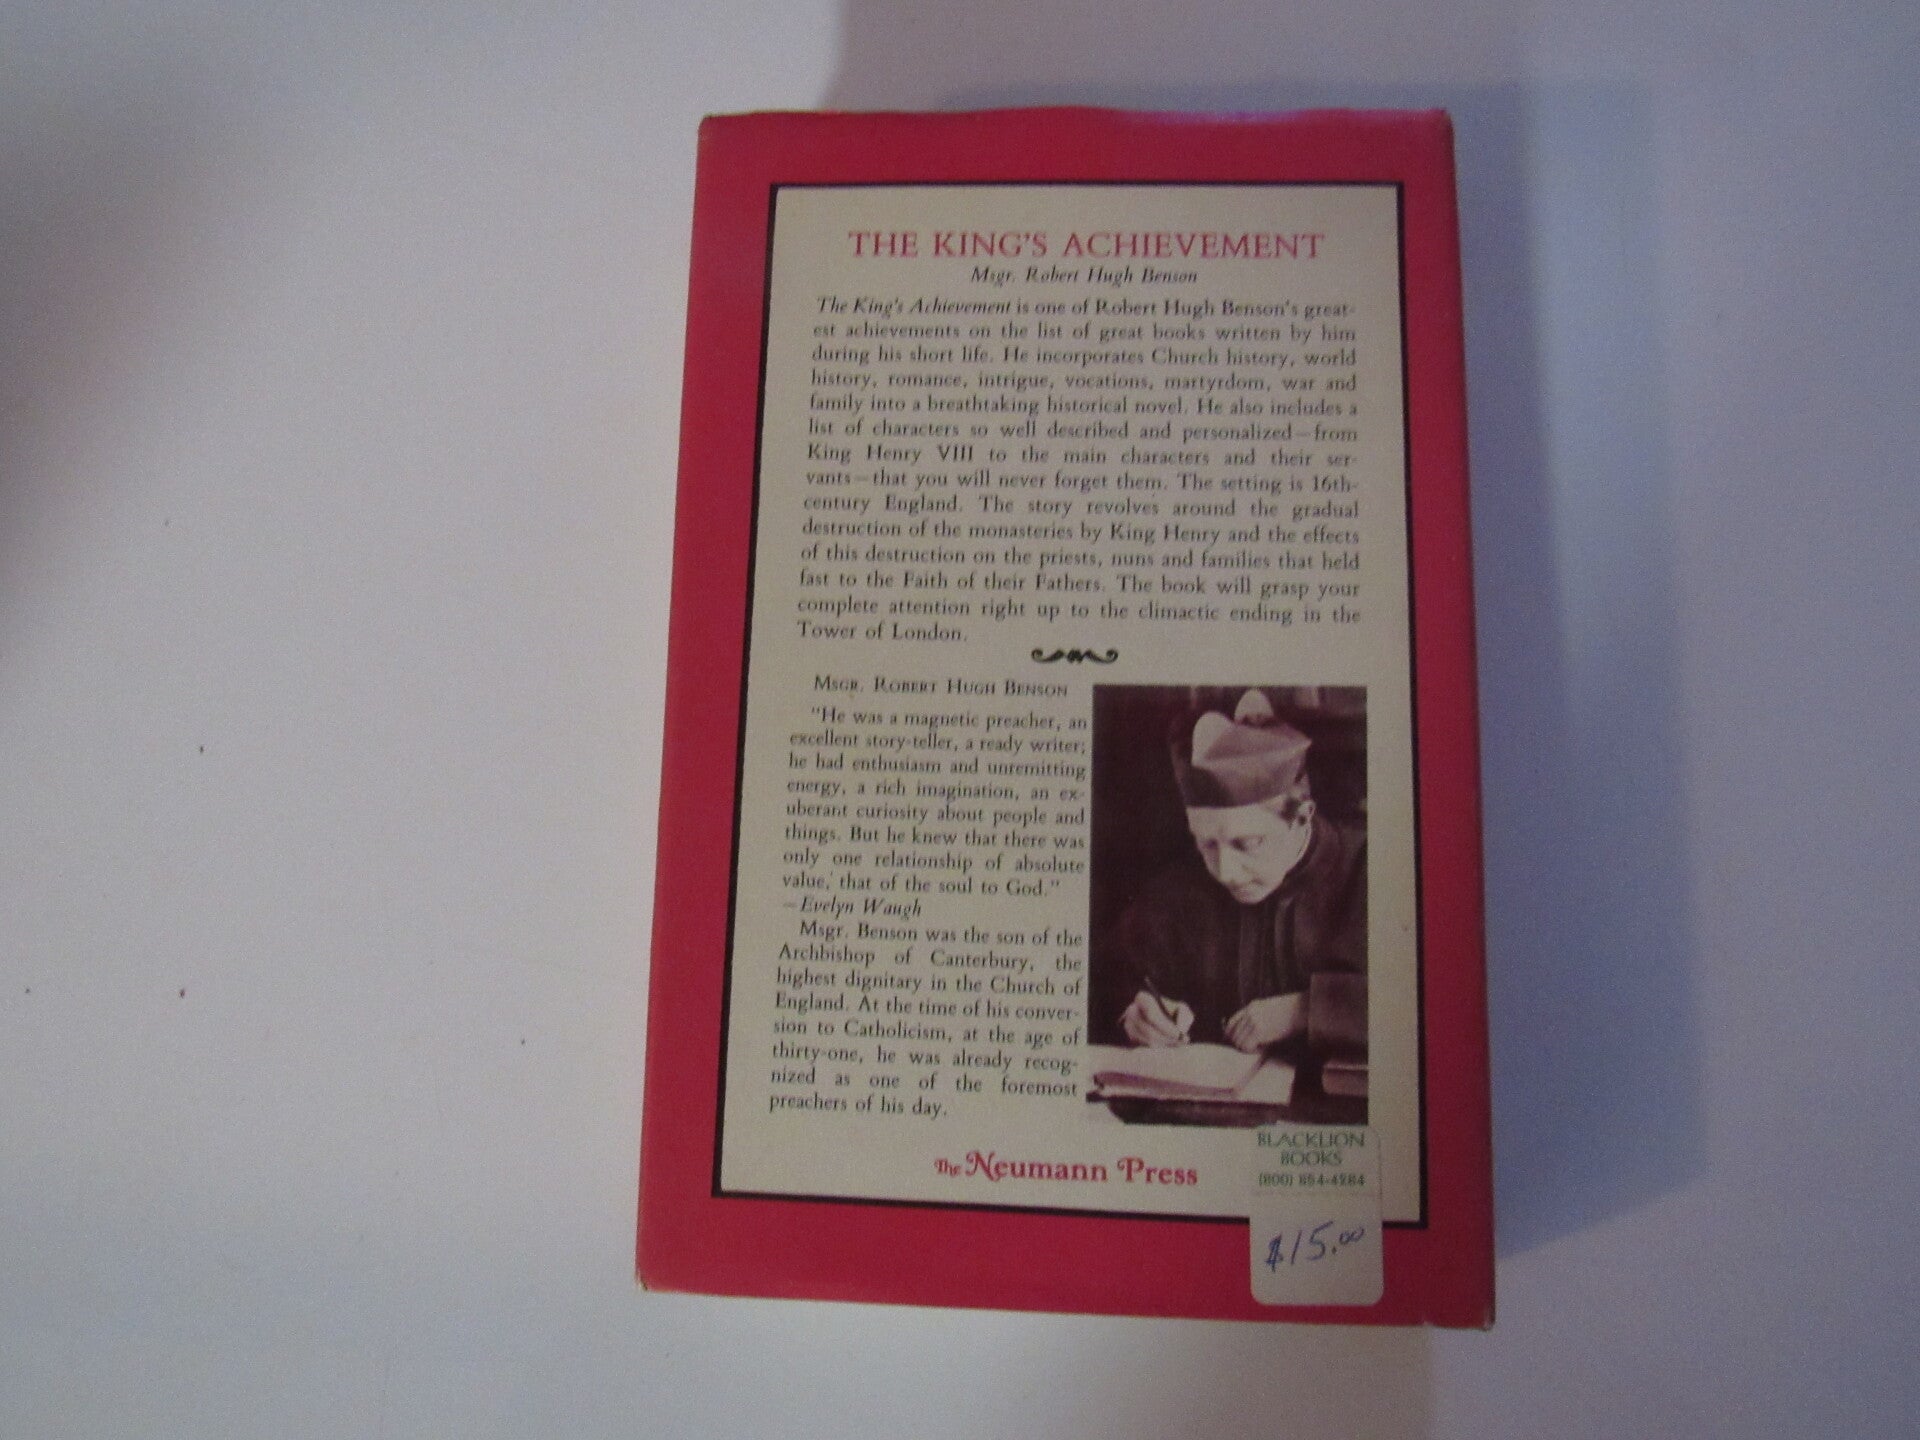 THE KING'S ACHIEVEMENT
Msgr. Robert Hugh Benson
The King's Achievement is one of Robert Hugh Benson's great-
est achievements on the list of great books written by him
during his short life. He incorporates Church history, world
history, romance, intrigue, vocations, martyrdom, war and
family into a breathtaking historical novel. He also includes a
list of characters so well described and personalized—from
King Henry VIII to the main characters and their ser-
vants—that you will never forget them. The setting is 16th-
century England. The story revolves around the gradual
destruction of the monasteries by King Henry and the effects
of this destruction on the priests, nuns and families that held
fast to the Faith of their Fathers. The book will grasp your
complete attention right up to the climactic ending in the
Tower of London.
MSGR. ROBERT HUGH BENSON
"He was a magnetic preacher, an
excellent story-teller, a ready writer;
he had enthusiasm and unremitting
energy, a rich imagination, an ex-
uberant curiosity about people and
things. But he knew that there was
only one relationship of absolute
value, that of the soul to God."
—Evelyn Waugh
Msgr. Benson was the son of the
Archbishop of Canterbury, the
highest dignitary in the Church of
England. At the time of his conver-
sion to Catholicism, at the age of
thirty-one, he was already recog-
nized as one of the foremost
preachers of his day.
The Neumann Press
BLACKLION
BOOKS
(800) 854-4284
$15.00